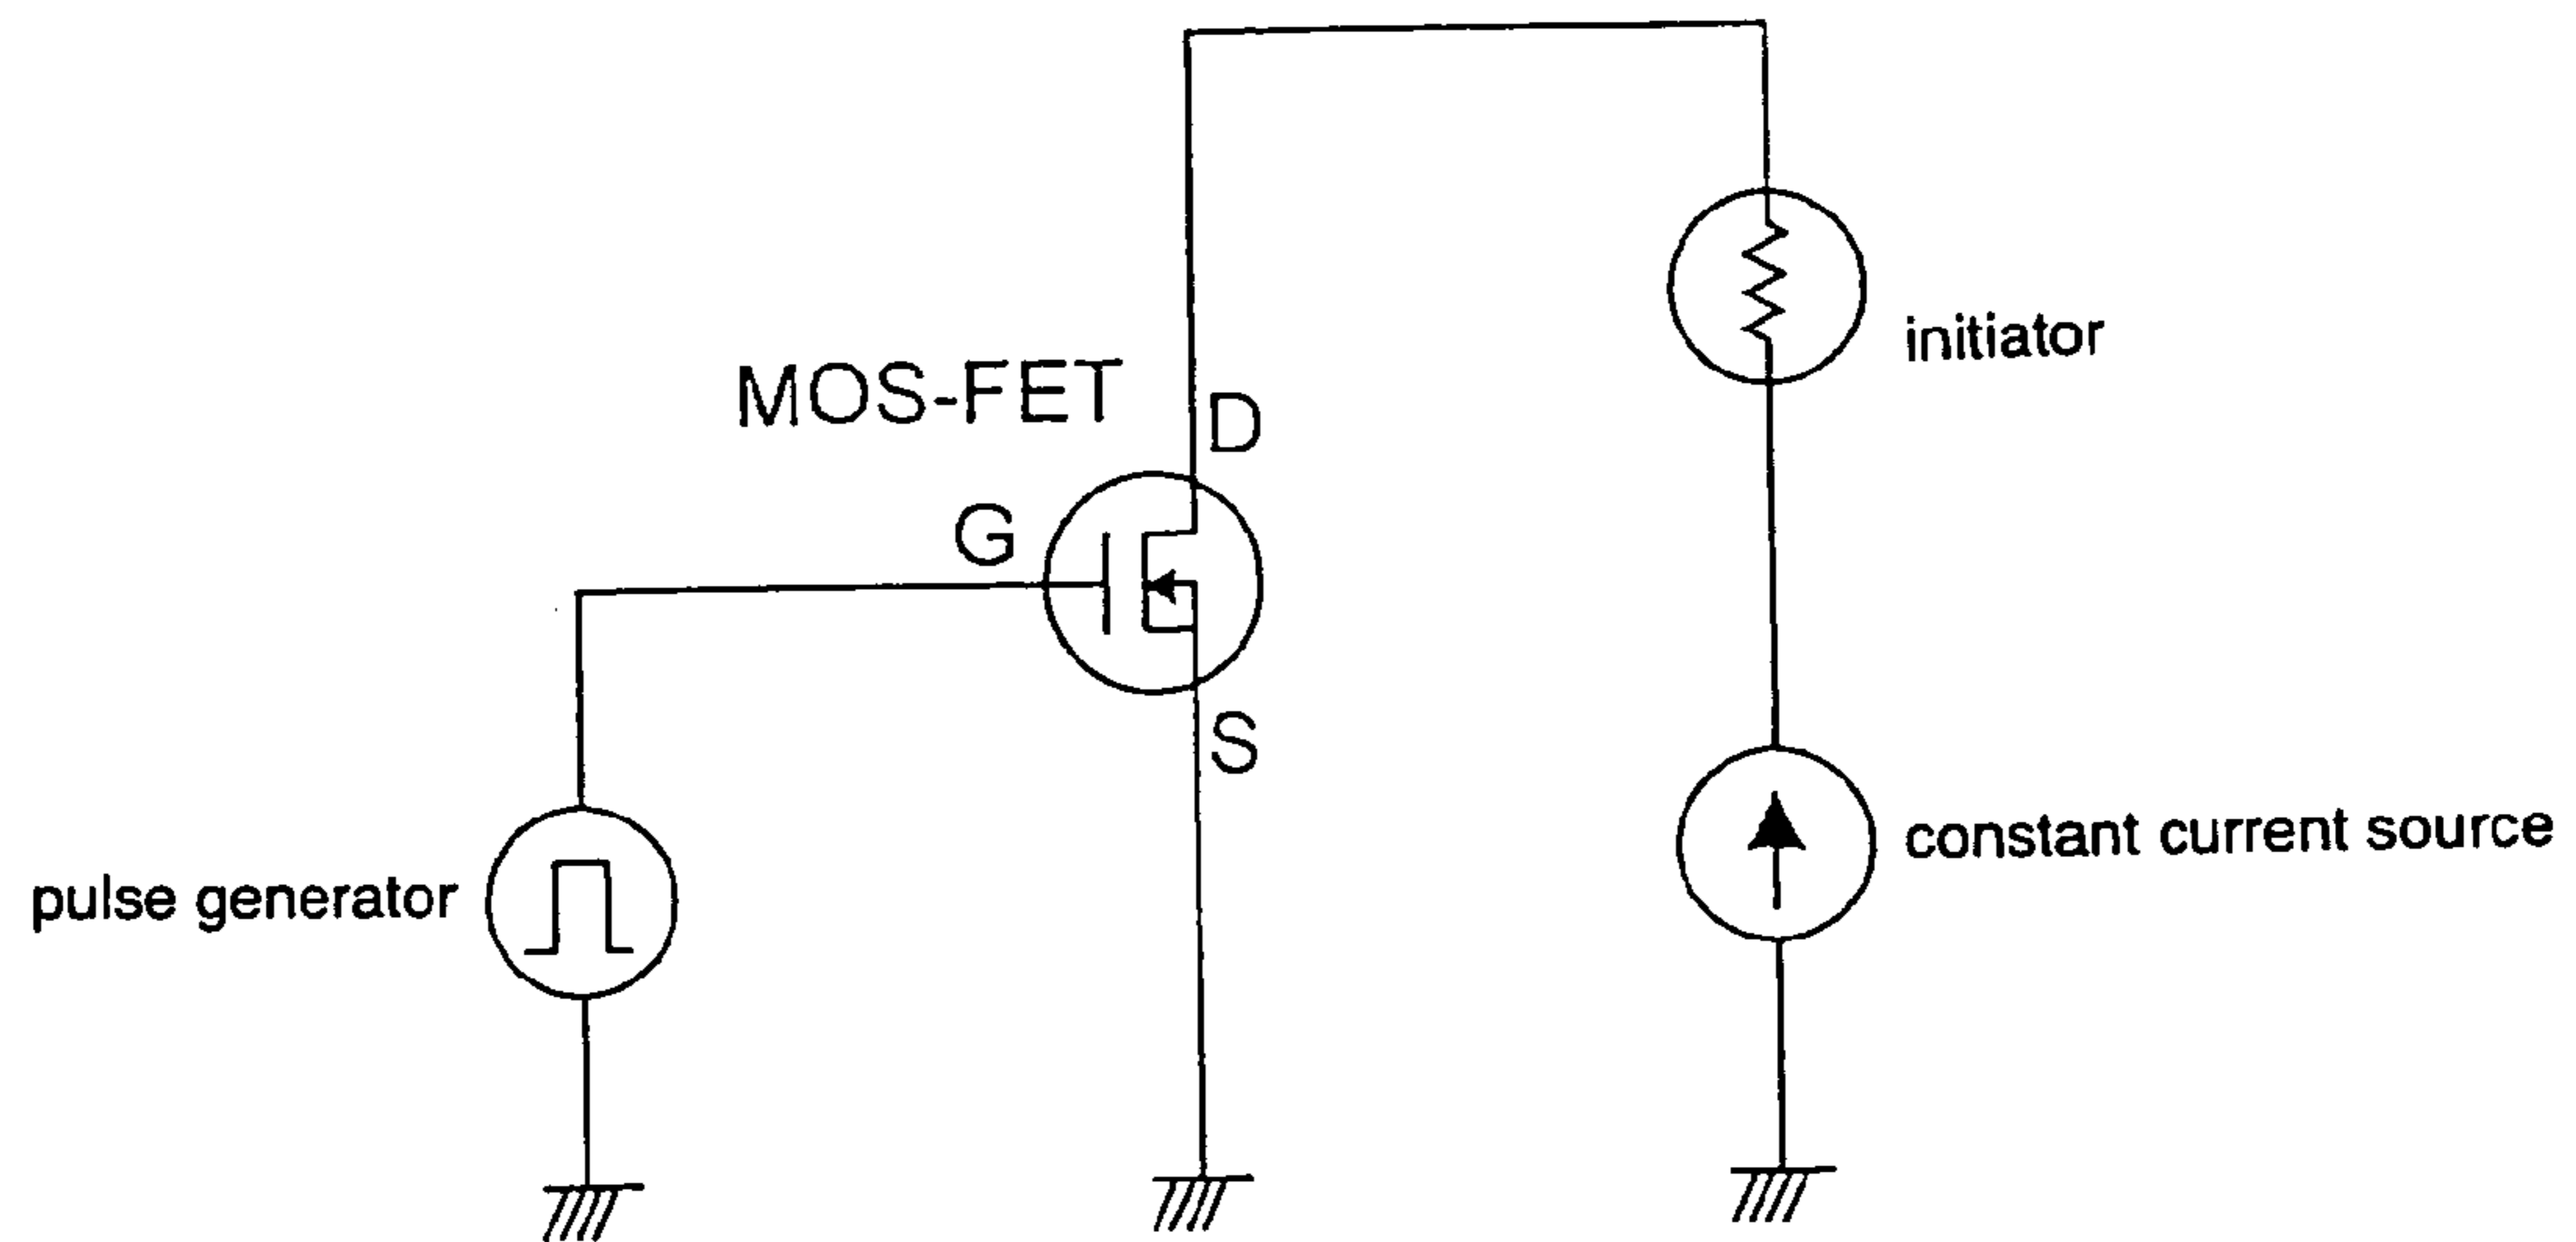 initiator
MOS-FET
D
G
S
pulse generator
constant current source